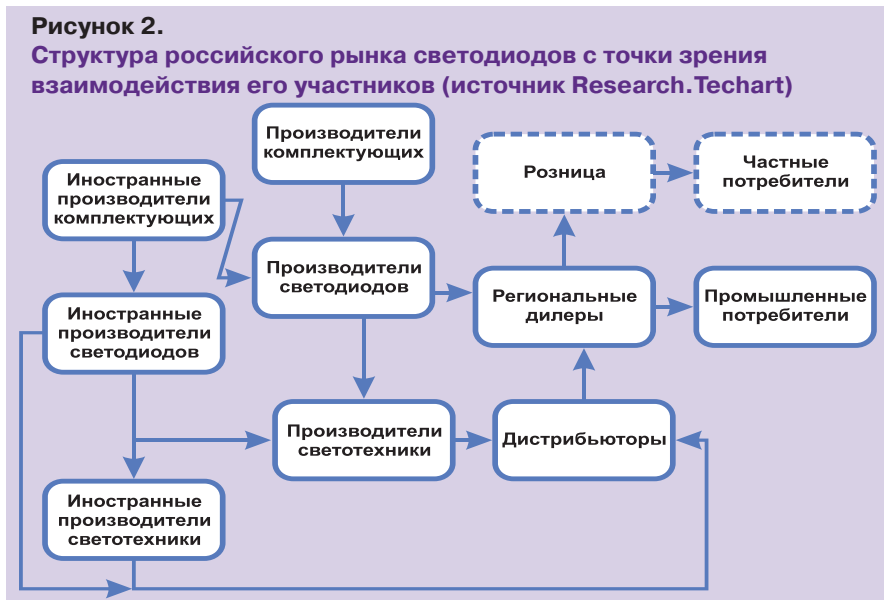 Рисунок 2.
Структура российского рынка светодиодов с точки зрения
взаимодействия его участников (источник Research.Techart)
Производители
комплектующих
Розница
Частные
потребители
Иностранные
производители
комплектующих
Производители
светодиодов
Региональные
дилеры
Промышленные
потребители
Иностранные
производители
светодиодов
Производители
светотехники
Дистрибьюторы
Иностранные
производители
светотехники